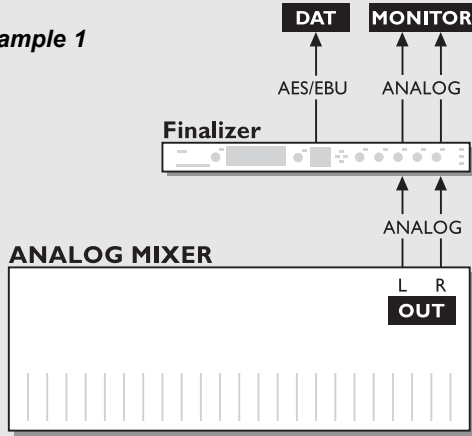 DAT MONITOR
ample 1
AES/EBU ANALOG
Finalizer
ANALOG
ANALOG MIXER
L R
OUT